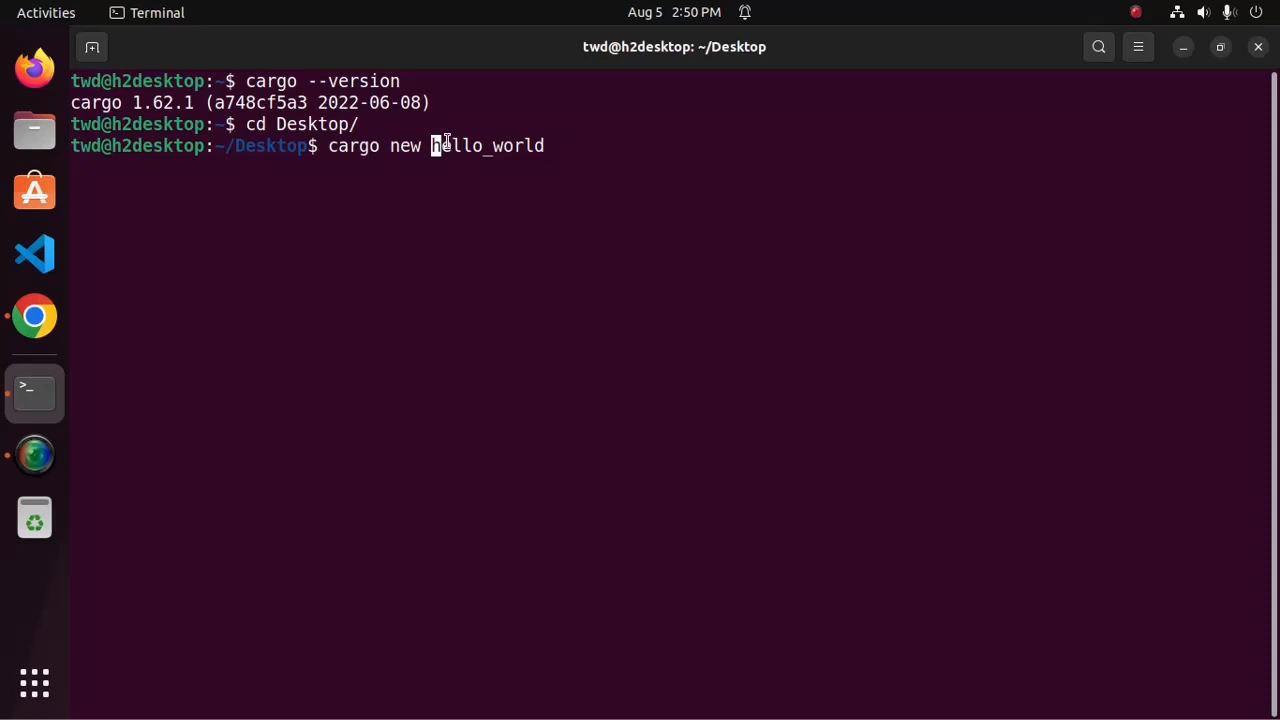 Activities Terminal Aug 5 2:50 PM
twd@h2desktop: ~/Desktop
twd@h2desktop:~$ cargo --version
cargo 1.62.1 (a748cf5a3 2022-06-08)
twd@h2desktop:~$ cd Desktop/
twd@h2desktop:~/Desktop$ cargo new hello_world